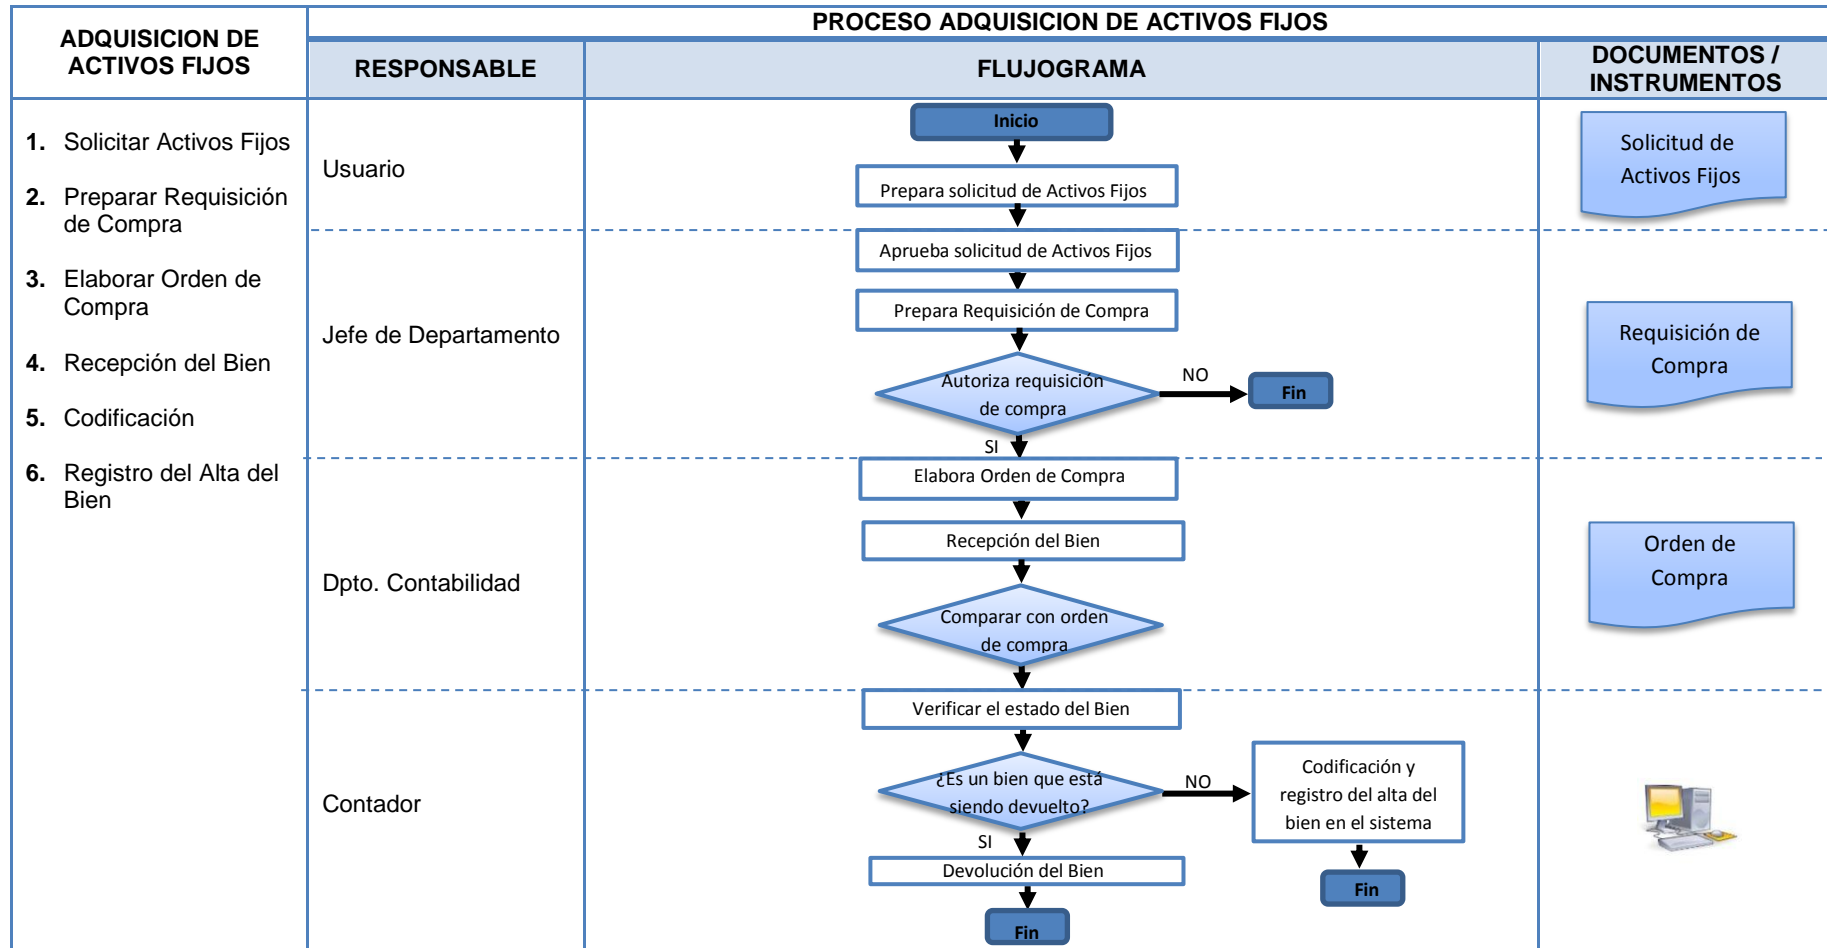 ADQUISICION DE
ACTIVOS FIJOS
PROCESO ADQUISICION DE ACTIVOS FIJOS
RESPONSABLE
FLUJOGRAMA
DOCUMENTOS /
INSTRUMENTOS
1. Solicitar Activos Fijos
2. Preparar Requisición
de Compra
3. Elaborar Orden de
Compra
4. Recepción del Bien
5. Codificación
6. Registro del Alta del
Bien
Usuario
Inicio
Prepara solicitud de Activos Fijos
Solicitud de
Activos Fijos
Jefe de Departamento
Aprueba solicitud de Activos Fijos
Prepara Requisición de Compra
Autoriza requisición
de compra
NO
Fin
SI
Requisición de
Compra
Dpto. Contabilidad
Elabora Orden de Compra
Recepción del Bien
Comparar con orden
de compra
Orden de
Compra
Contador
Verificar el estado del Bien
¿Es un bien que está
siendo devuelto?
NO
Codificación y
registro del alta del
bien en el sistema
Fin
SI
Devolución del Bien
Fin